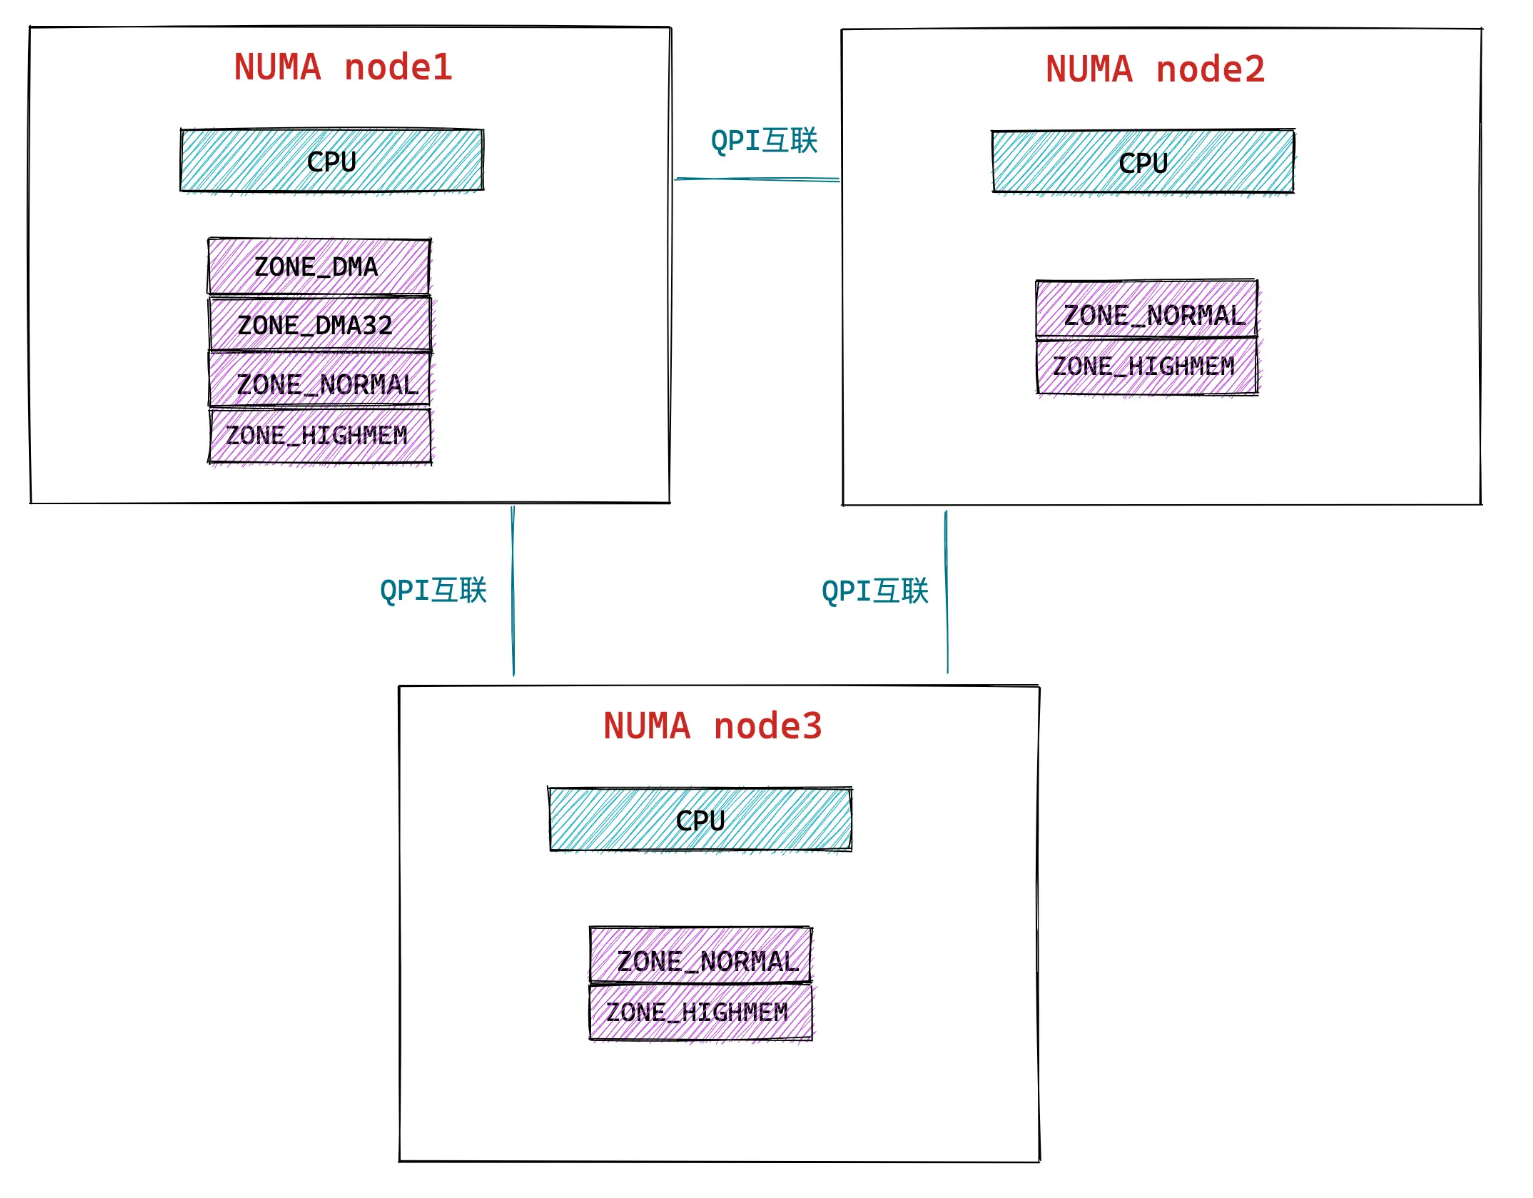 NUMA node1
CPU
ZONE_DMA
ZONE_DMA32
ZONE_NORMAL
ZONE_HIGHMEM
QPI互联
NUMA node2
CPU
ZONE_NORMAL
ZONE_HIGHMEM
QPI互联
QPI互联
NUMA node3
CPU
ZONE_NORMAL
ZONE_HIGHMEM